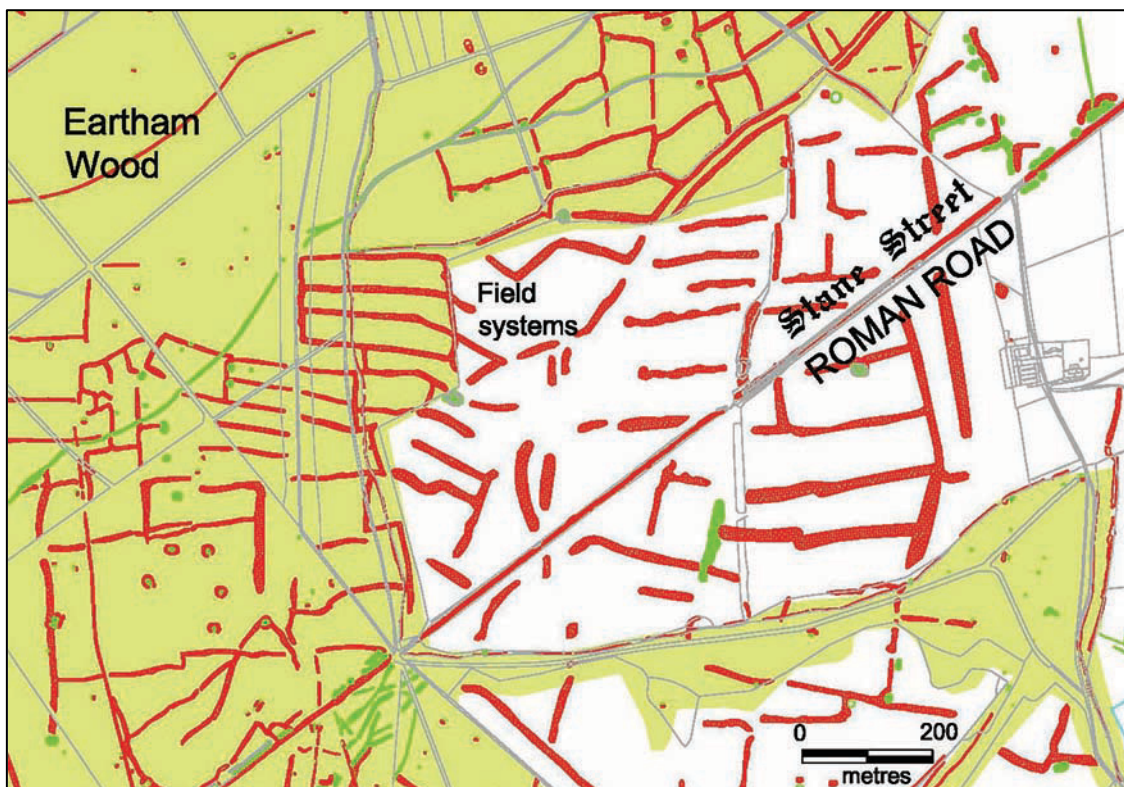 Eartham
Wood
Field
systems
Stane Street
ROMAN ROAD
0 200
metres